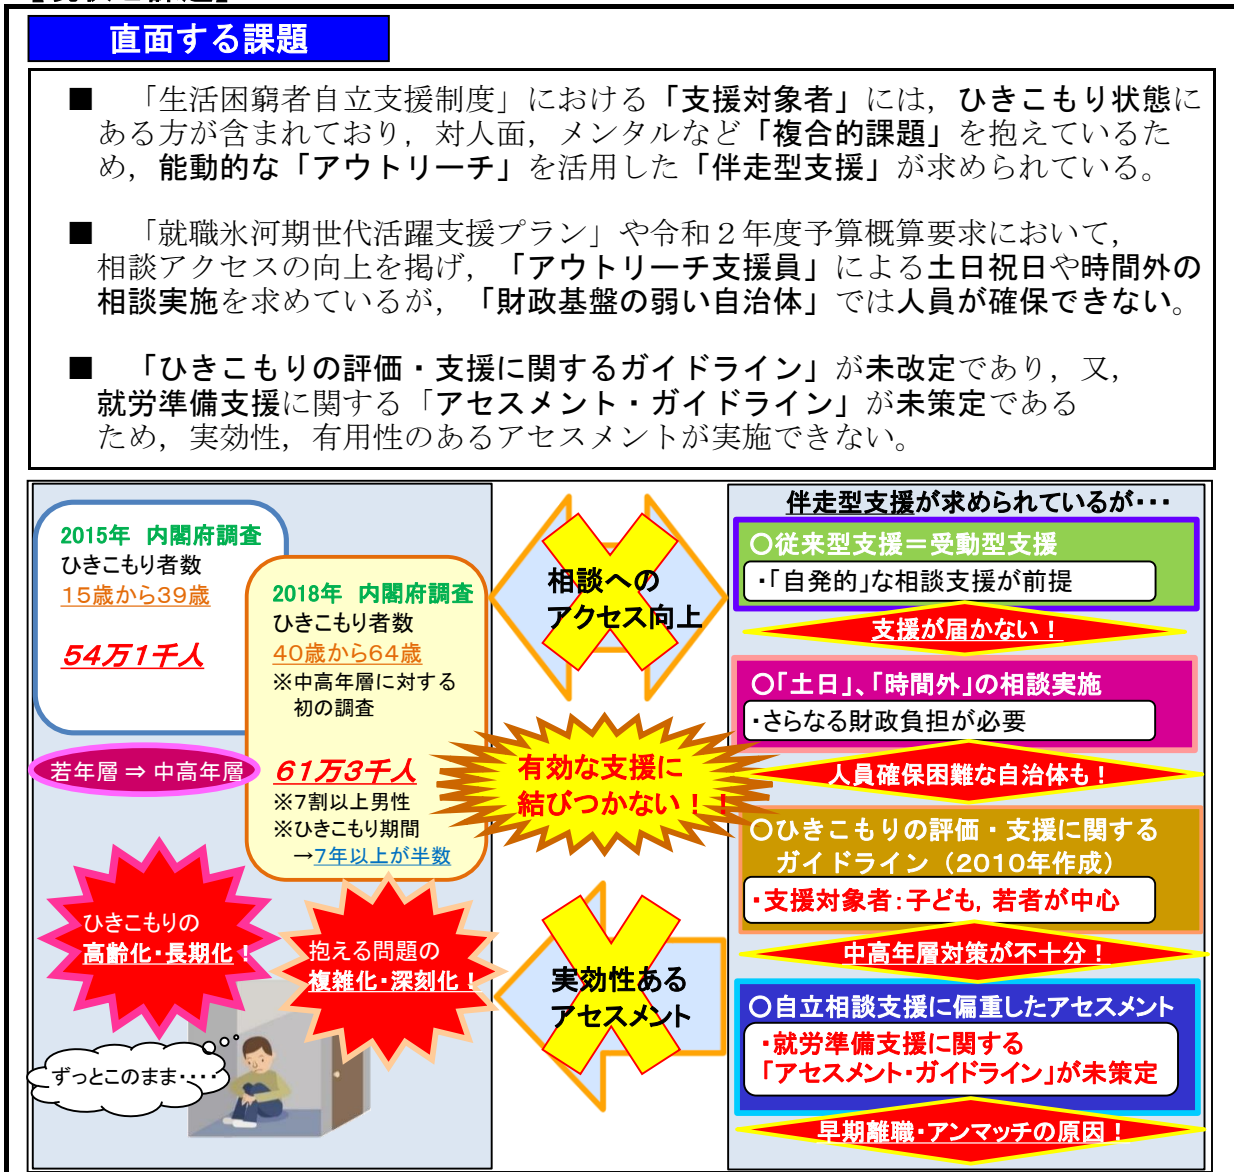 直面する課題
■　「生活困窮者自立支援制度」における「支援対象者」には，ひきこもり状態に
ある方が含まれており，対人面，メンタルなど「複合的課題」を抱えているた
め，能動的な「アウトリーチ」を活用した「伴走型支援」が求められている。
■　「就職氷河期世代活躍支援プラン」や令和２年度予算概算要求において，
相談アクセスの向上を掲げ，「アウトリーチ支援員」による土日祝日や時間外の
相談実施を求めているが，「財政基盤の弱い自治体」では人員が確保できない。
■　「ひきこもりの評価・支援に関するガイドライン」が未改定であり，又，
就労準備支援に関する「アセスメント・ガイドライン」が未策定である
ため，実効性，有用性のあるアセスメントが実施できない。
2015年　内閣府調査
ひきこもり者数
15歳から39歳
54万1千人
2018年　内閣府調査
ひきこもり者数
40歳から64歳
※中高年層に対する
初の調査
61万3千人
※7割以上男性
※ひきこもり期間
→7年以上が半数
若年層 ⇒ 中高年層
ひきこもりの
高齢化・長期化！
抱える問題の
複雑化・深刻化！
ずっとこのまま・・・・
相談への
アクセス向上
有効な支援に
結びつかない！！
実効性ある
アセスメント
伴走型支援が求められているが・・・
○従来型支援＝受動型支援
・「自発的」な相談支援が前提
支援が届かない！
○「土日」、「時間外」の相談実施
・さらなる財政負担が必要
人員確保困難な自治体も！
○ひきこもりの評価・支援に関する
ガイドライン（2010年作成）
・支援対象者：子ども，若者が中心
中高年層対策が不十分！
○自立相談支援に偏重したアセスメント
・就労準備支援に関する
「アセスメント・ガイドライン」が未策定
早期離職・アンマッチの原因！